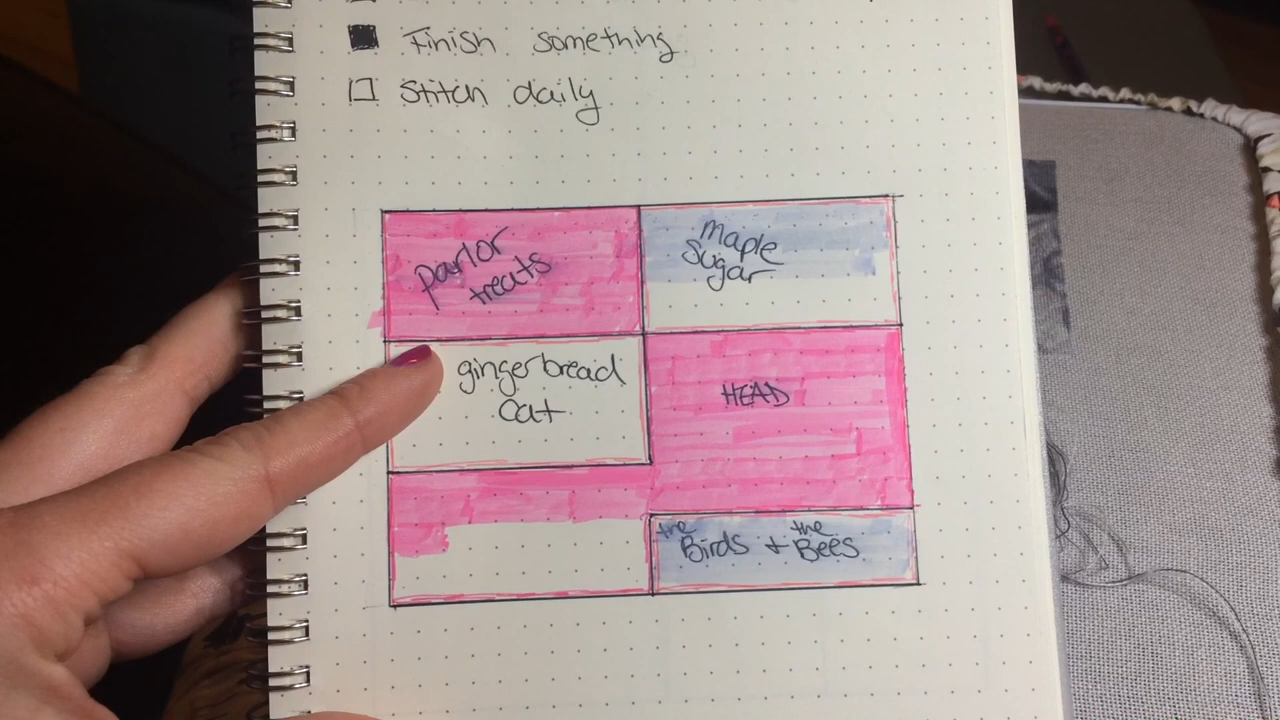 Finish something
Stitch daily
parlor
treats
maple
Sugar
gingerbread
Cat
HEAD
the
Birds + the
Bees